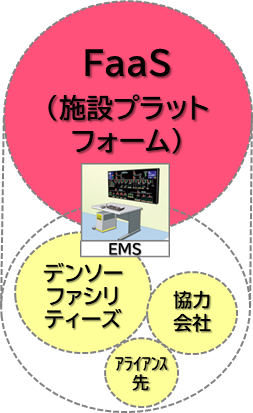 FaaS
（施設プラット
フォーム）
EMS
デンソー
ファシリ
ティーズ
協力
会社
アライアンス
先